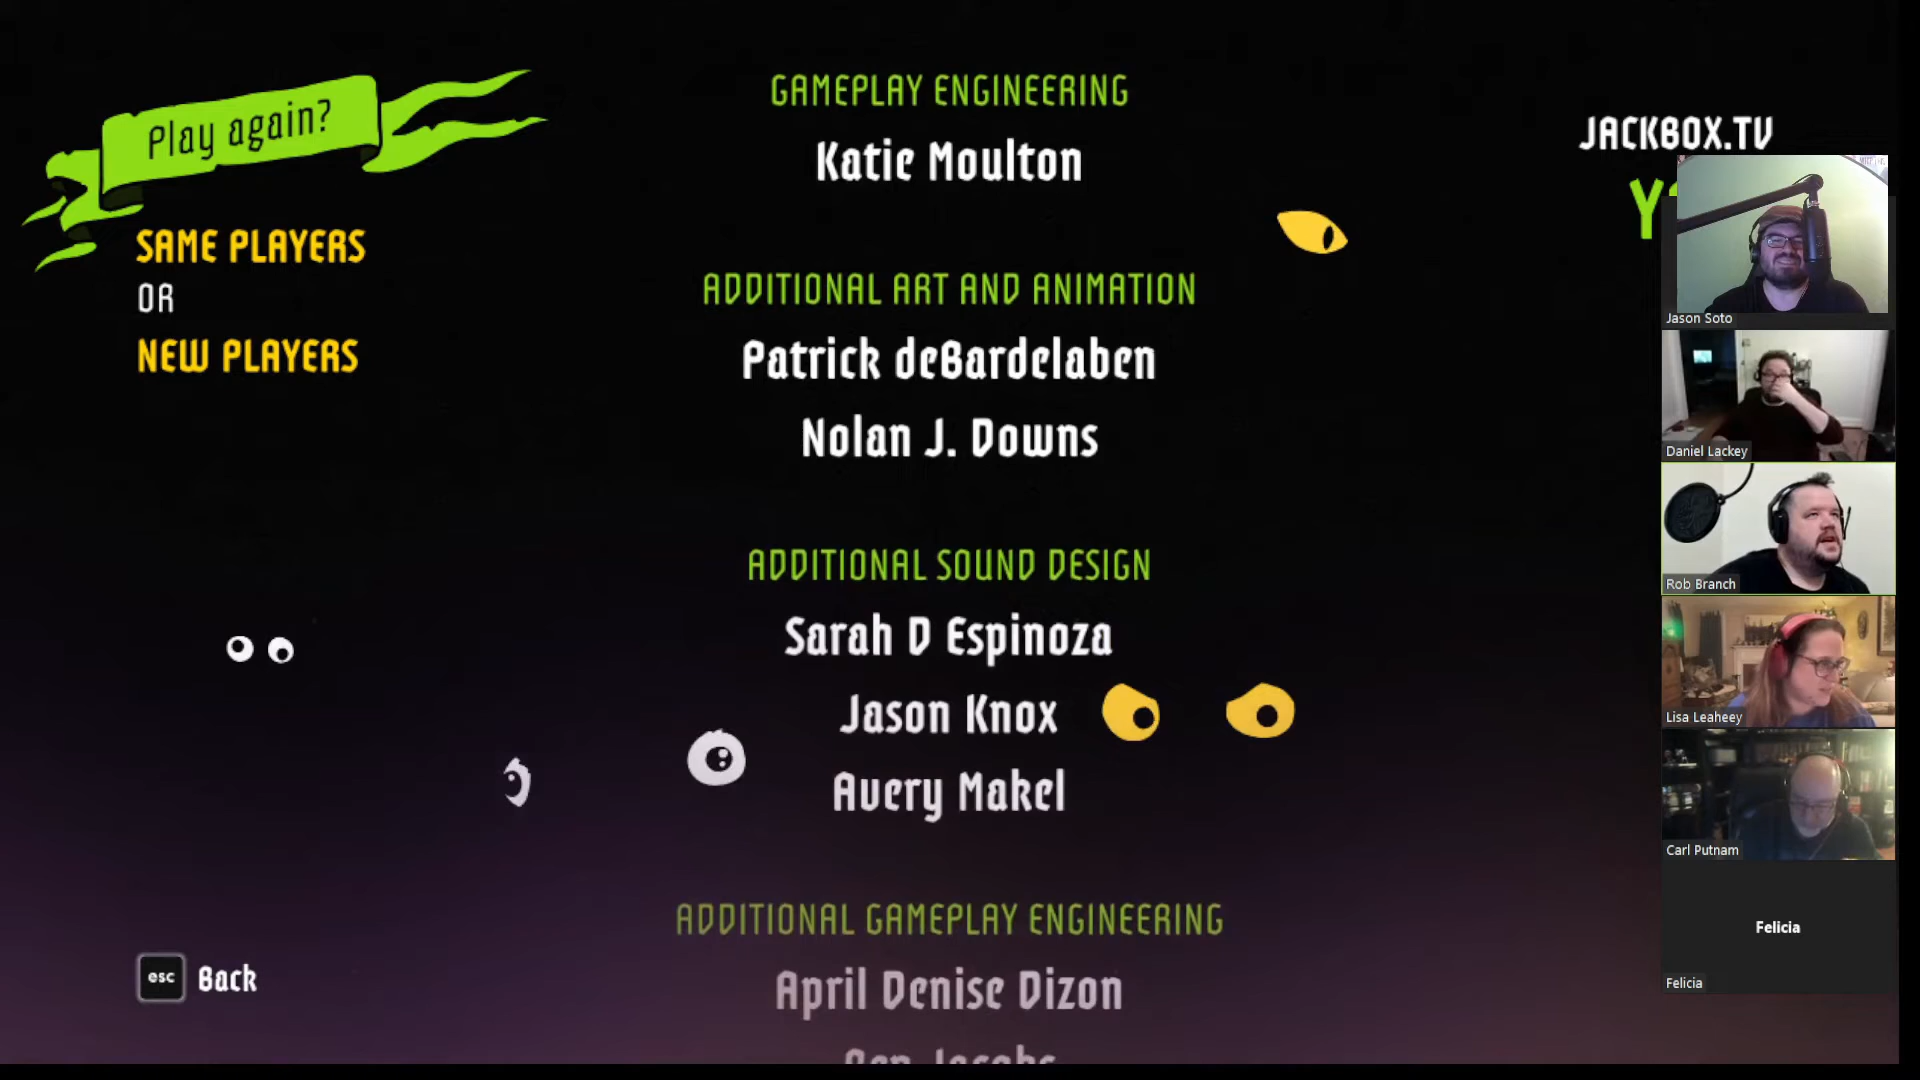 Play again?
SAME PLAYERS
OR
NEW PLAYERS
GAMEPLAY ENGINEERING
Katie Moulton
ADDITIONAL ART AND ANIMATION
Patrick deBardelaben
Nolan J. Downs
ADDITIONAL SOUND DESIGN
Sarah D Espinoza
Jason Knox
Avery Makel
ADDITIONAL GAMEPLAY ENGINEERING
April Denise Dizon
esc Back
JACKBOX.TV
Jason Soto
Daniel Lackey
Rob Branch
Lisa Leaheey
Carl Putnam
Felicia
Felicia